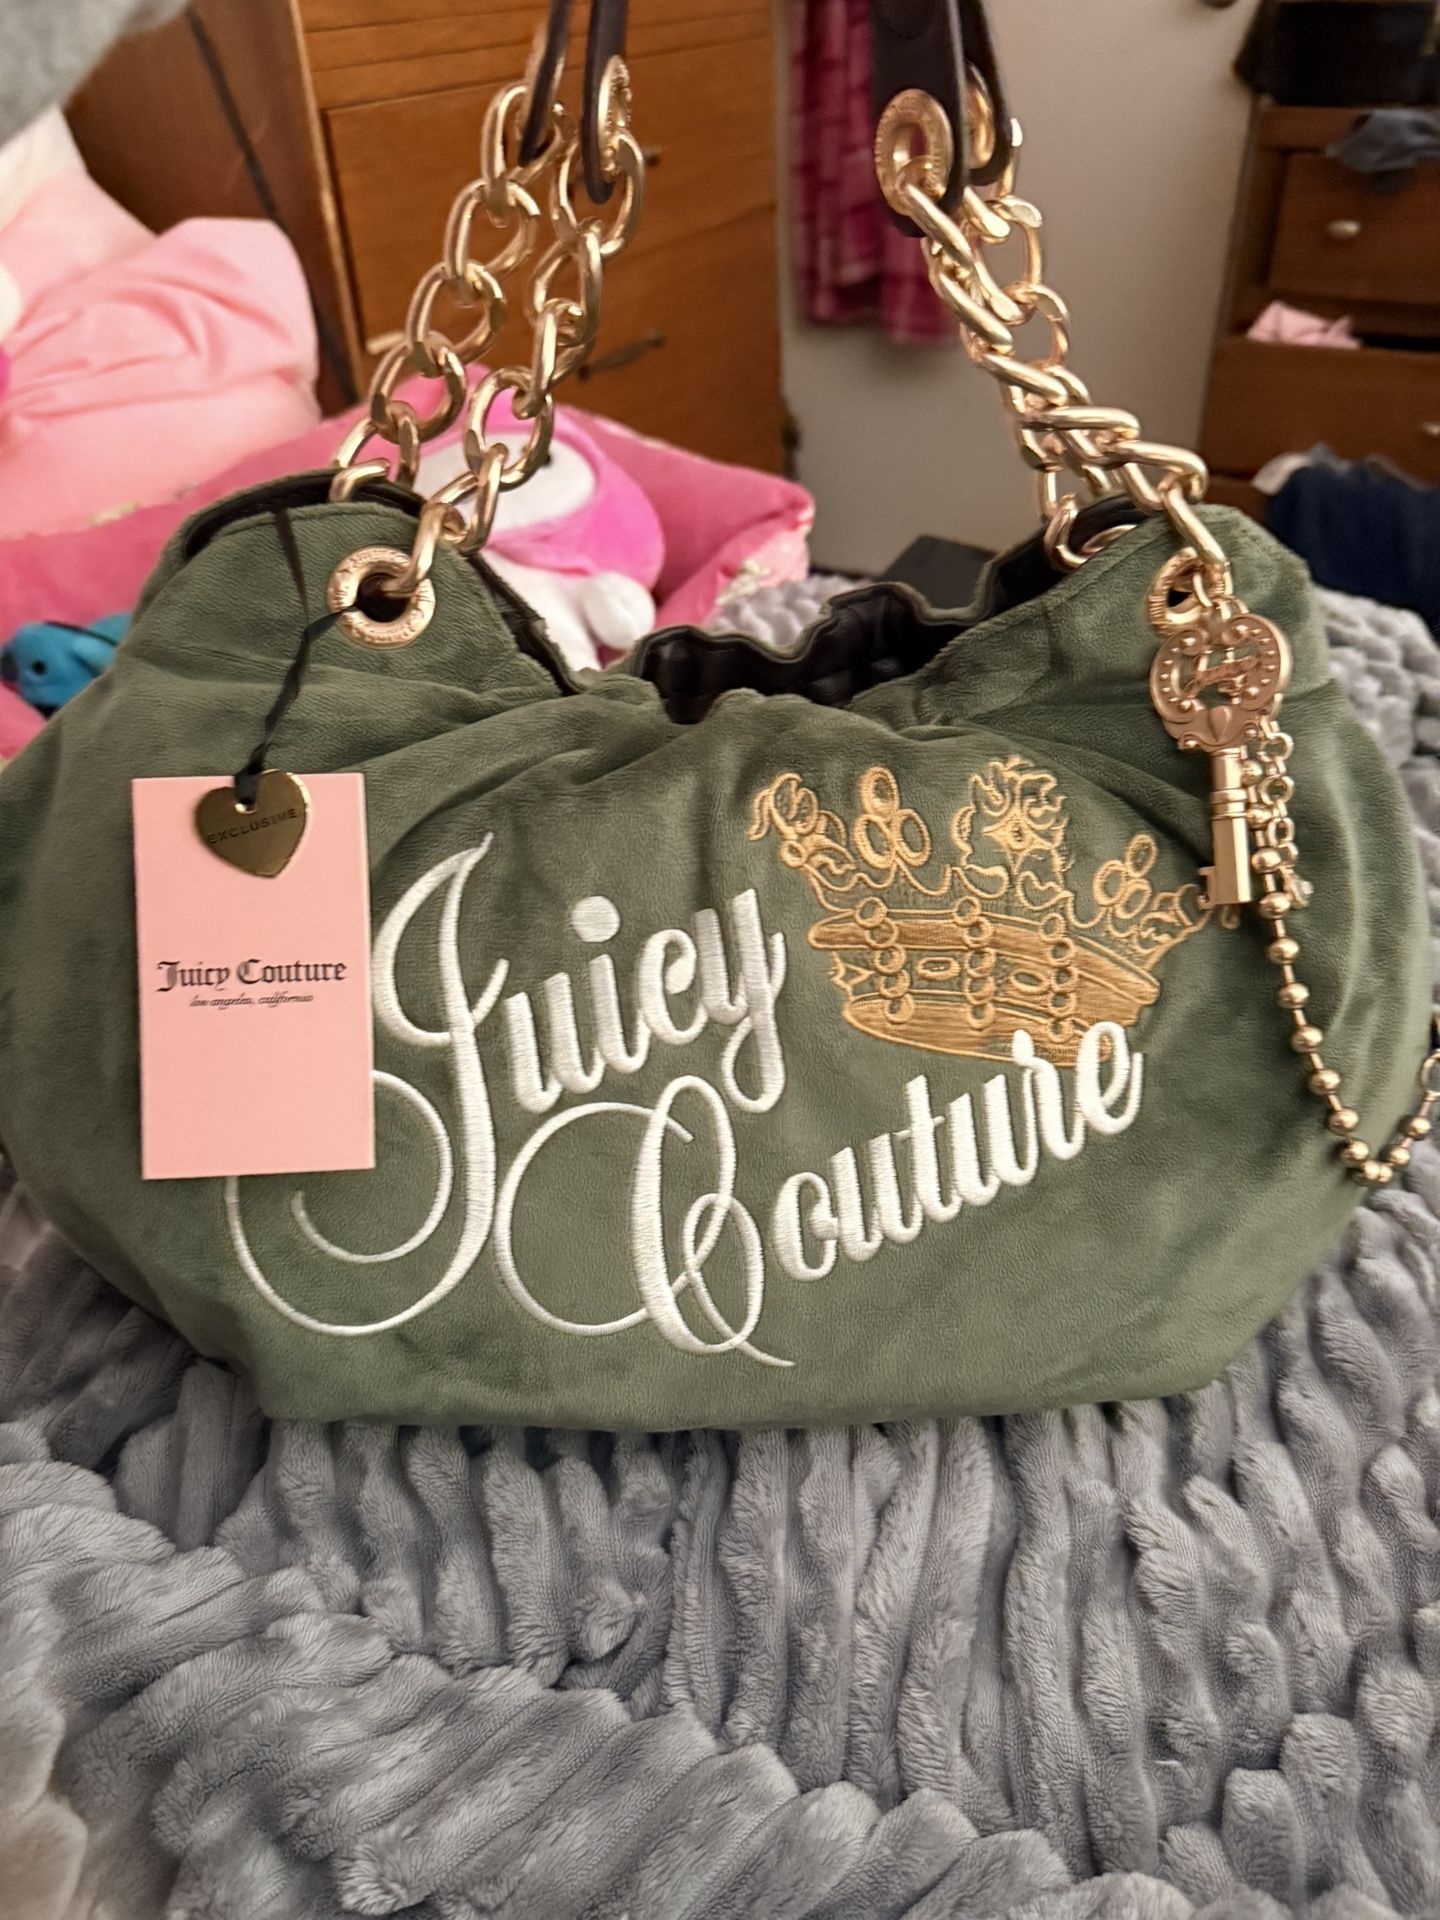 EXCLUSIVE
Juicy Couture
los angeles, california
Juicy
Couture